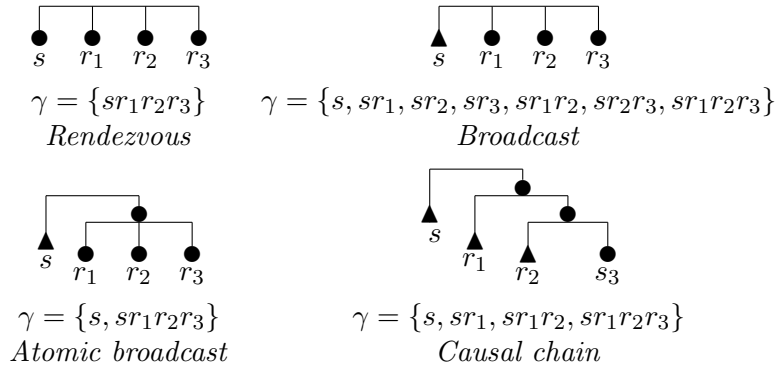 s r₁ r₂ r₃
γ = {sr₁r₂r₃}
Rendezvous
s r₁ r₂ r₃
γ = {s, sr₁, sr₂, sr₃, sr₁r₂, sr₂r₃, sr₁r₂r₃}
Broadcast
s r₁ r₂ r₃
γ = {s, sr₁r₂r₃}
Atomic broadcast
s r₁ r₂ s₃
γ = {s, sr₁, sr₁r₂, sr₁r₂r₃}
Causal chain